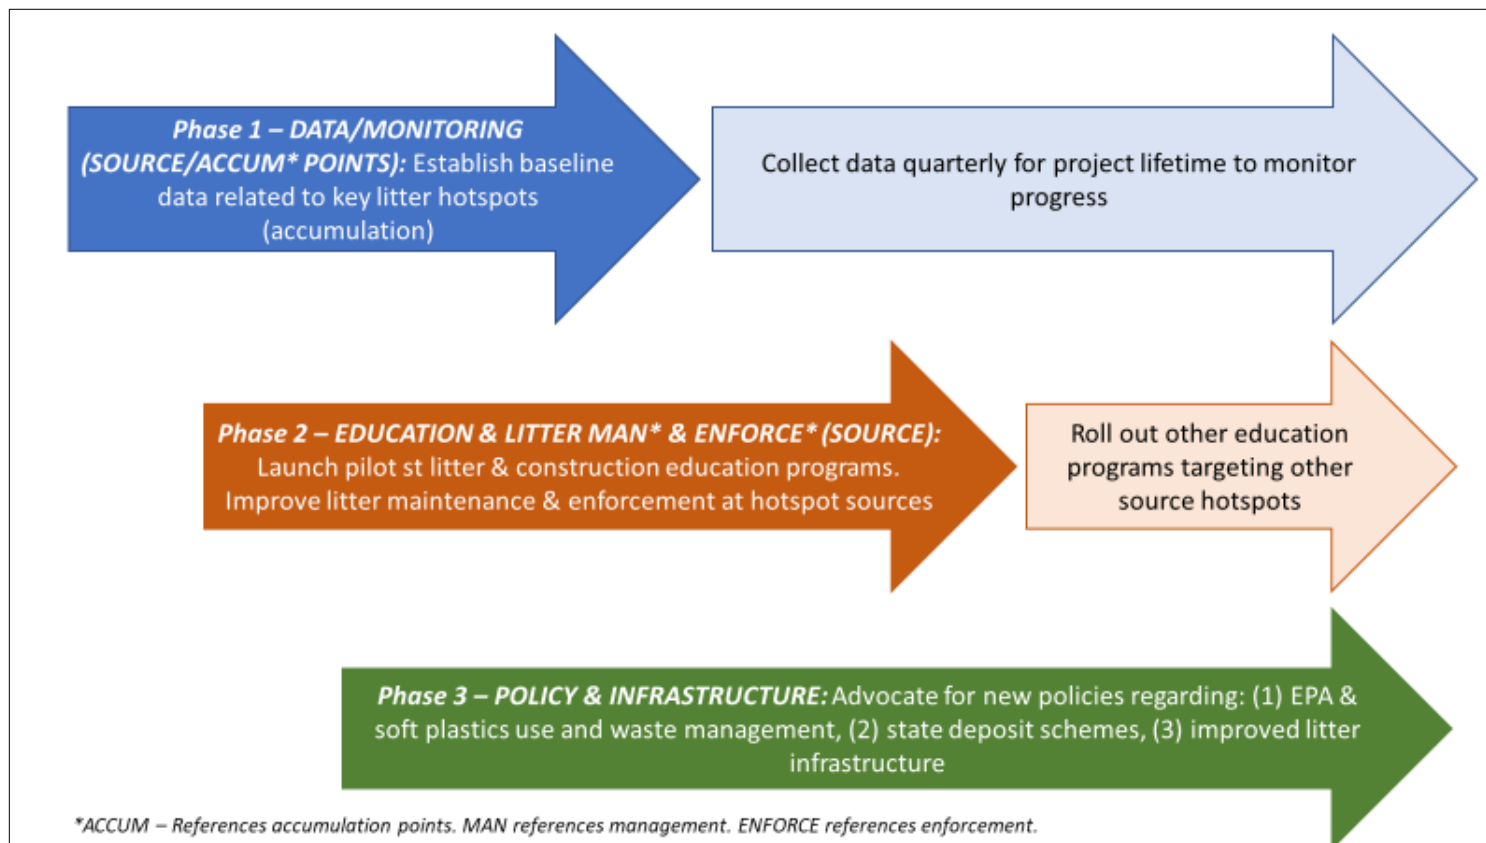 Phase 1 – DATA/MONITORING
(SOURCE/ACCUM* POINTS): Establish baseline
data related to key litter hotspots
(accumulation)
Collect data quarterly for project lifetime to monitor
progress
Phase 2 – EDUCATION & LITTER MAN* & ENFORCE* (SOURCE):
Launch pilot st litter & construction education programs.
Improve litter maintenance & enforcement at hotspot sources
Roll out other education
programs targeting other
source hotspots
Phase 3 – POLICY & INFRASTRUCTURE: Advocate for new policies regarding: (1) EPA &
soft plastics use and waste management, (2) state deposit schemes, (3) improved litter
infrastructure
*ACCUM – References accumulation points. MAN references management. ENFORCE references enforcement.